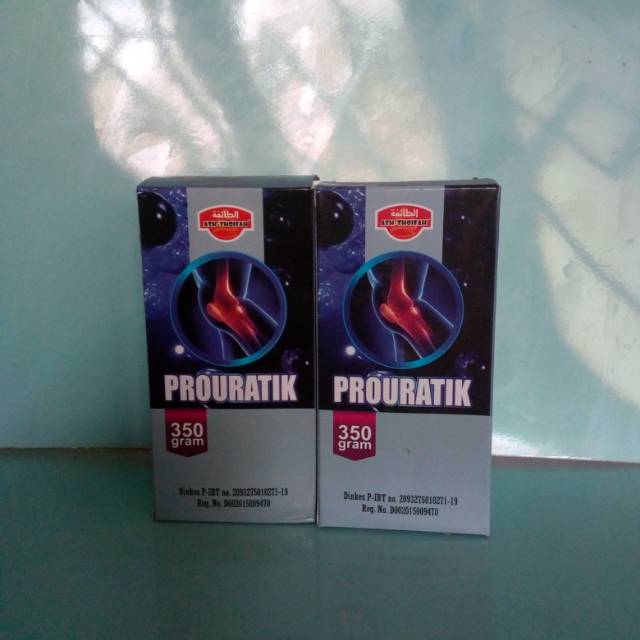 الطائفة
ATH-THOIFAH
PROURATIK
350
gram
Dinkes P-IRT no. 2093275010271-19
Reg. No. D002015009470
الطائفة
ATH-THOIFAH
PROURATIK
350
gram
Dinkes P-IRT no. 2093275010271-19
Reg. No. D002015009470